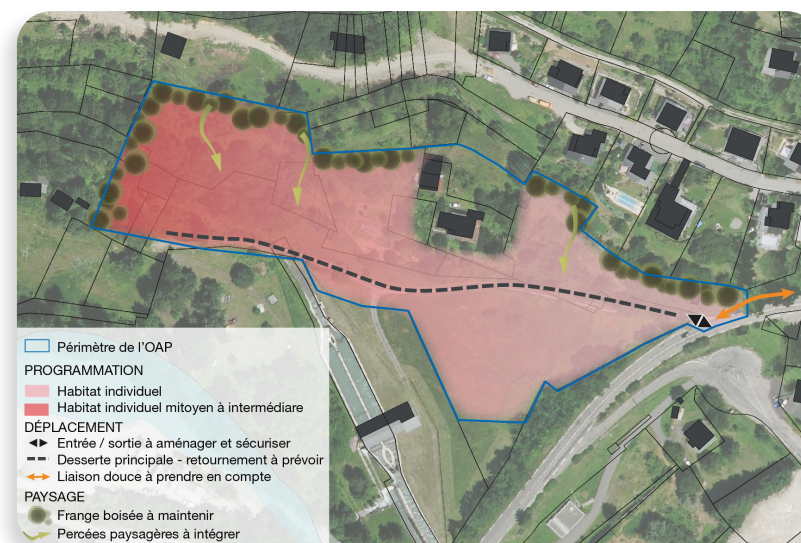 Périmètre de l'OAP
PROGRAMMATION
Habitat individuel
Habitat individuel mitoyen à intermédiare
DÉPLACEMENT
Entrée / sortie à aménager et sécuriser
Desserte principale - retournement à prévoir
Liaison douce à prendre en compte
PAYSAGE
Frange boisée à maintenir
Percées paysagères à intégrer